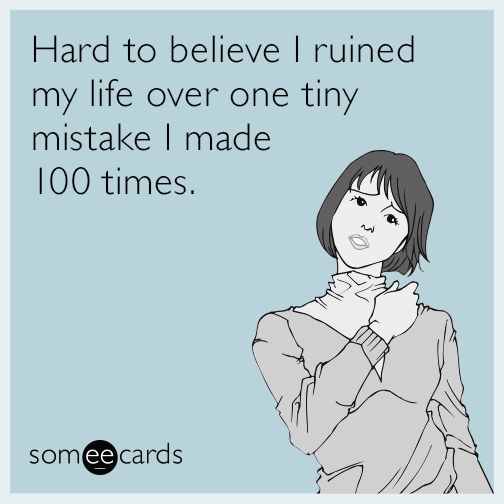 Hard to believe I ruined
my life over one tiny
mistake I made
100 times.
someecards